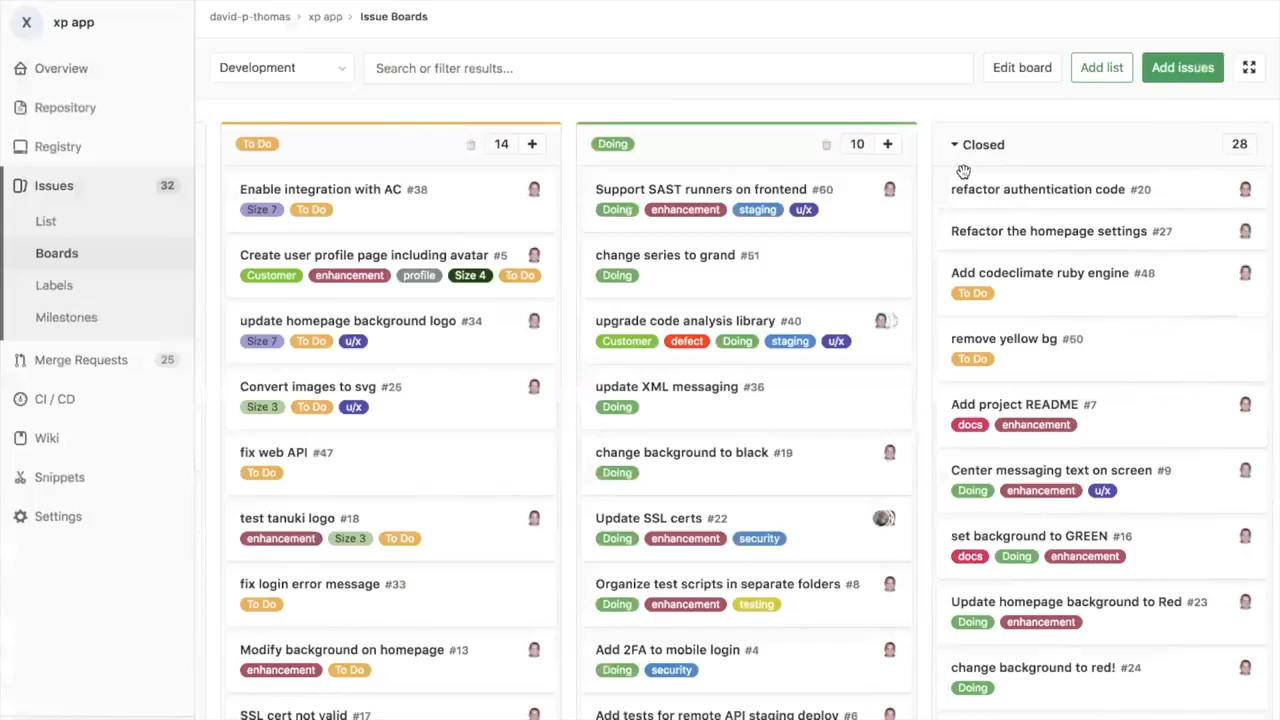 X xp app
Overview
Repository
Registry
Issues 32
List
Boards
Labels
Milestones
Merge Requests 25
CI / CD
Wiki
Snippets
Settings
david-p-thomas › xp app › Issue Boards
Development
Search or filter results...
Edit board
Add list
Add issues
To Do 14
Enable integration with AC #38
Size 7 To Do
Create user profile page including avatar #5
Customer enhancement profile Size 4 To Do
update homepage background logo #34
Size 7 To Do u/x
Convert images to svg #25
Size 3 To Do u/x
fix web API #47
To Do
test tanuki logo #18
enhancement Size 3 To Do
fix login error message #33
To Do
Modify background on homepage #13
enhancement To Do
SSL cert not valid #17
Doing 10
Support SAST runners on frontend #60
Doing enhancement staging u/x
change series to grand #51
Doing
upgrade code analysis library #40
Customer defect Doing staging u/x
update XML messaging #36
Doing
change background to black #19
Doing
Update SSL certs #22
Doing enhancement security
Organize test scripts in separate folders #8
Doing enhancement testing
Add 2FA to mobile login #4
Doing security
Add tests for remote API staging deploy #6
Closed 28
refactor authentication code #20
Refactor the homepage settings #27
Add codeclimate ruby engine #48
To Do
remove yellow bg #50
To Do
Add project README #7
docs enhancement
Center messaging text on screen #9
Doing enhancement u/x
set background to GREEN #16
docs Doing enhancement
Update homepage background to Red #23
Doing enhancement
change background to red! #24
Doing